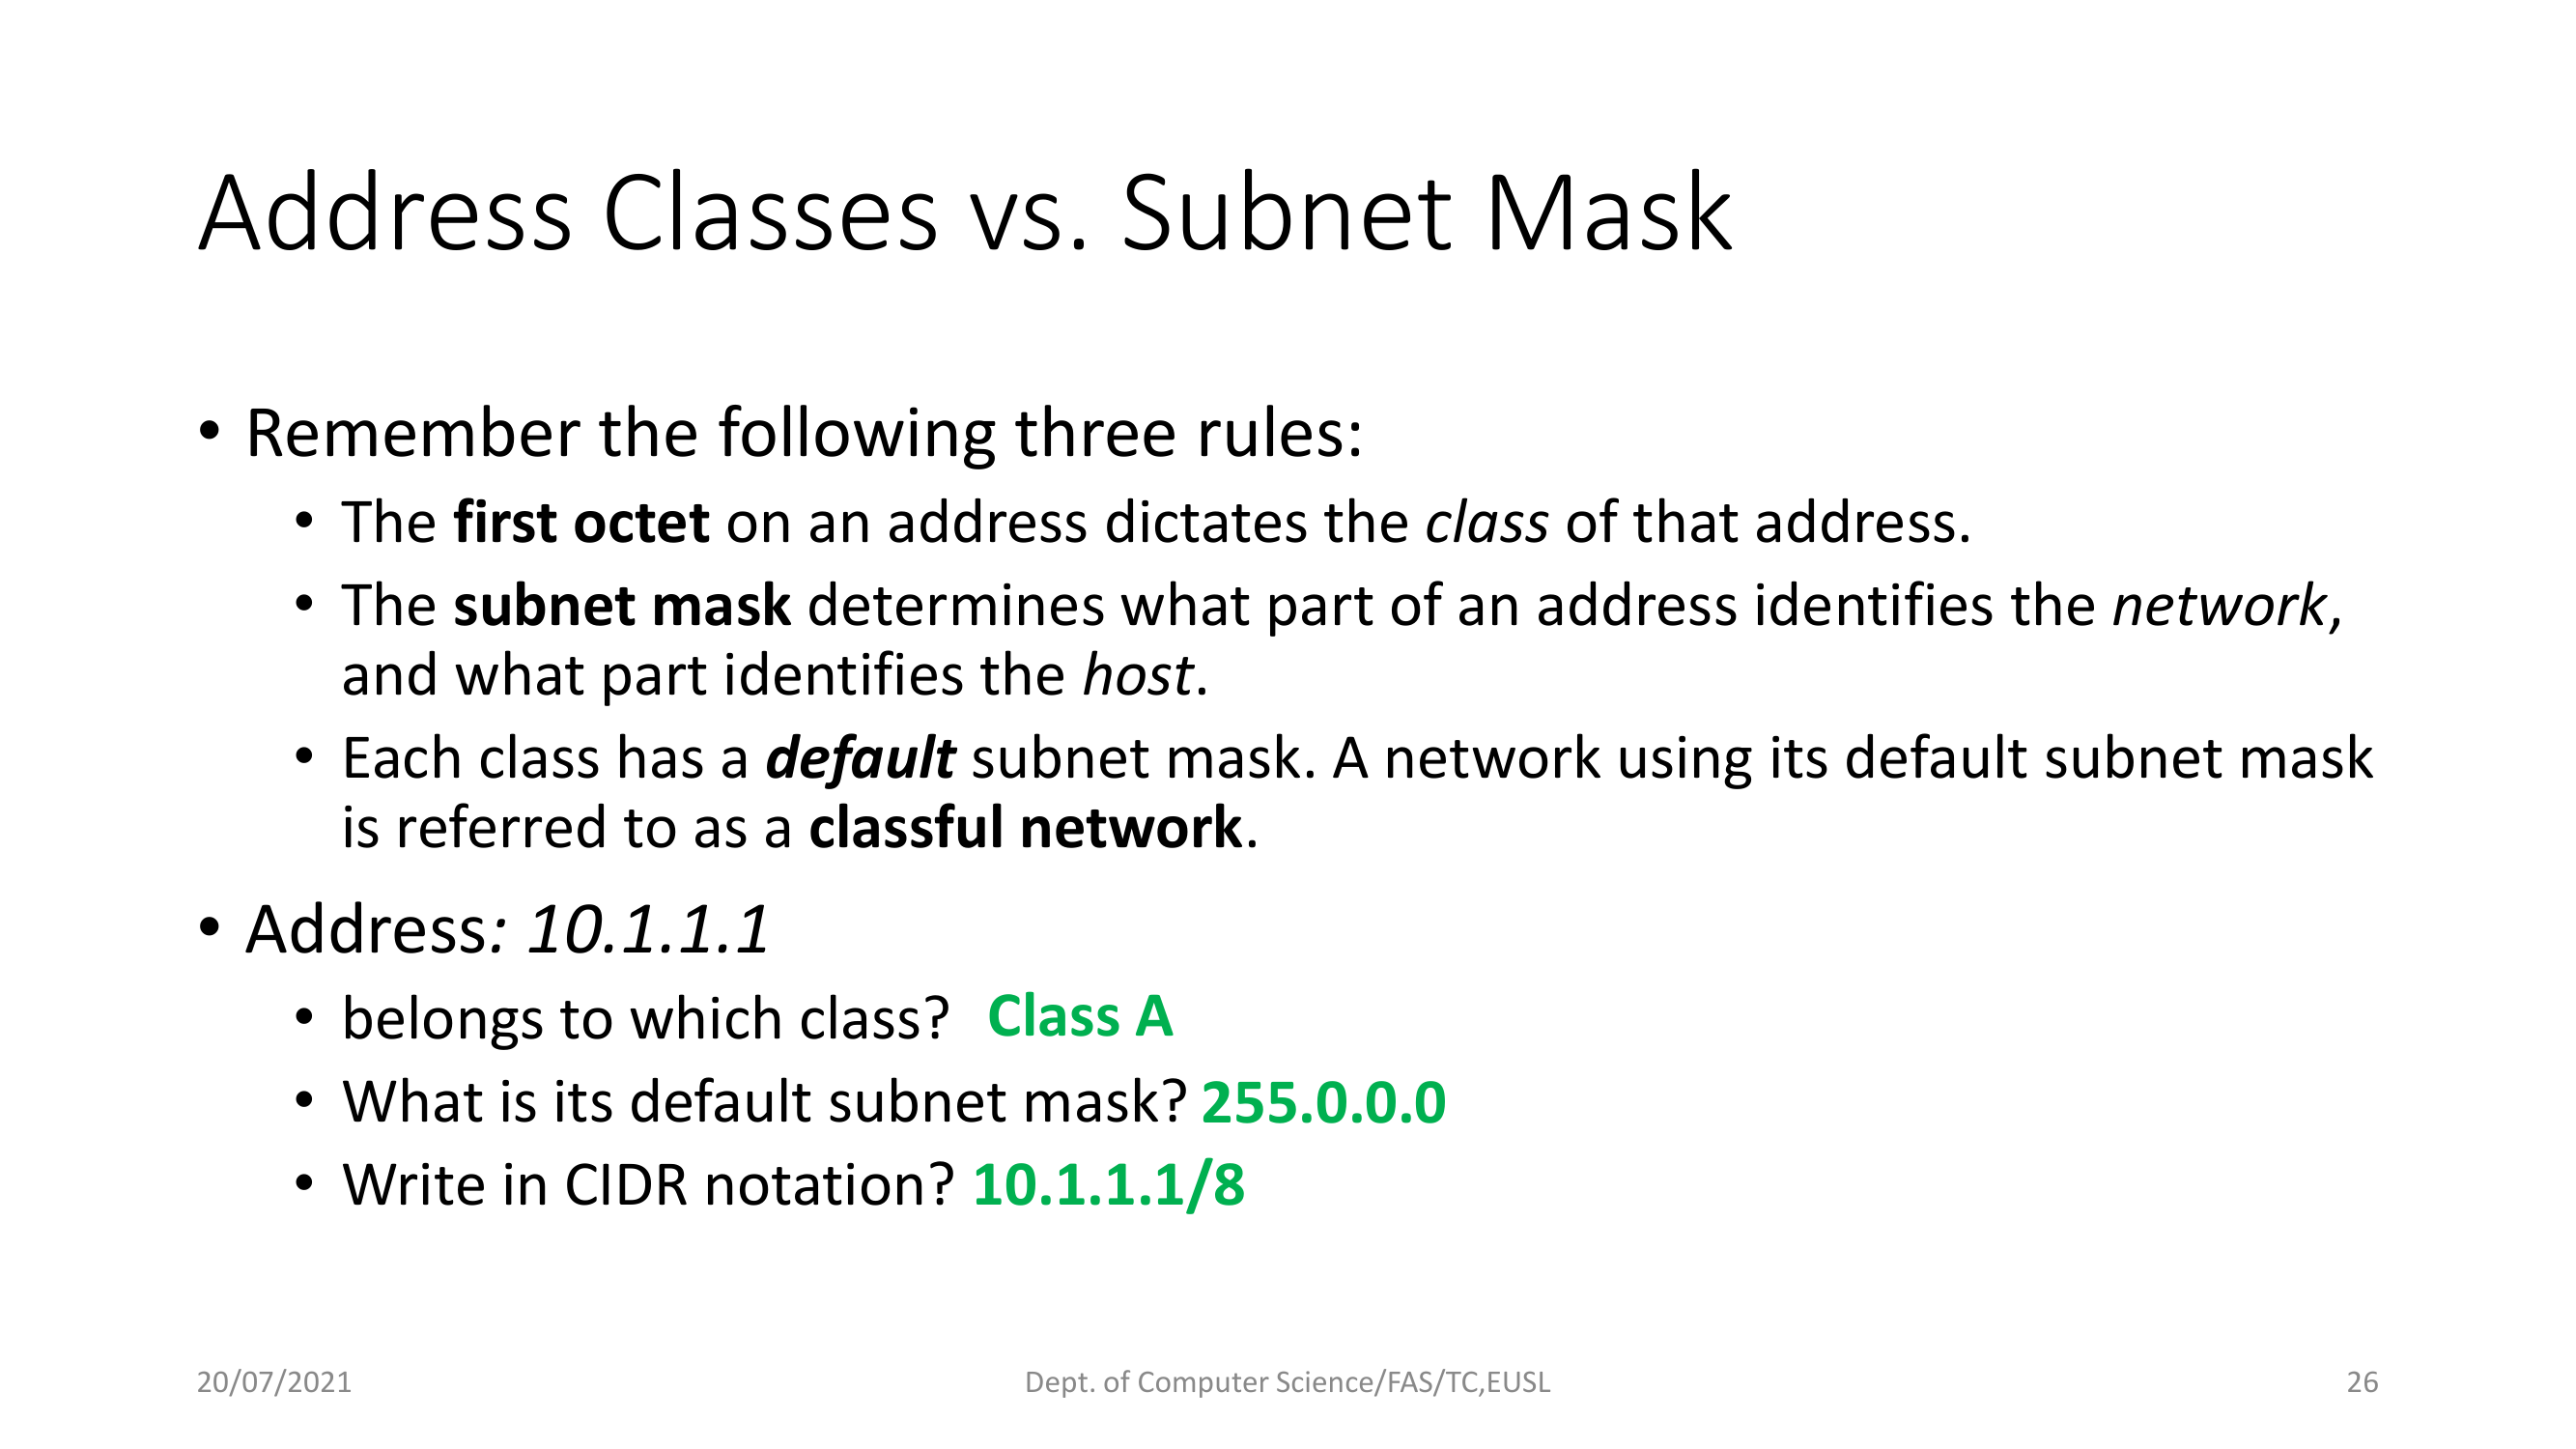 Address Classes vs. Subnet Mask
• Remember the following three rules:
• The first octet on an address dictates the class of that address.
• The subnet mask determines what part of an address identifies the network,
and what part identifies the host.
• Each class has a default subnet mask. A network using its default subnet mask
is referred to as a classful network.
• Address: 10.1.1.1
• belongs to which class? Class A
• What is its default subnet mask? 255.0.0.0
• Write in CIDR notation? 10.1.1.1/8
20/07/2021 Dept. of Computer Science/FAS/TC,EUSL 26